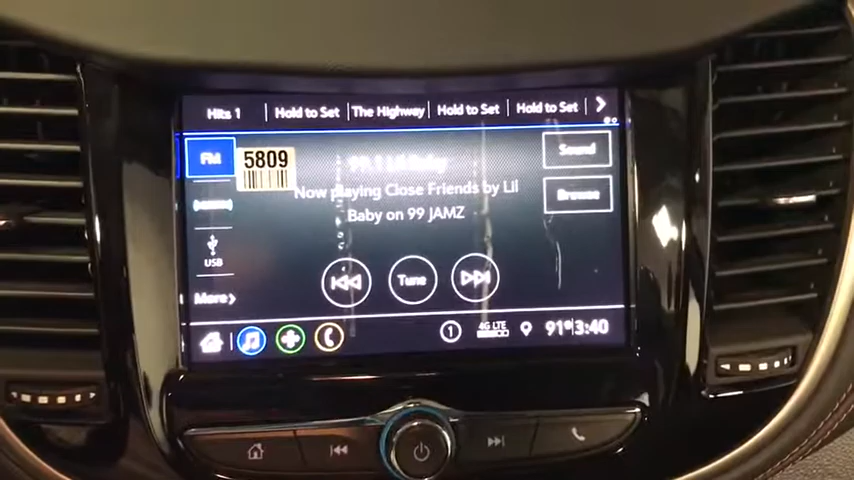 Hits 1 Hold to Set The Highway Hold to Set Hold to Set
FM
5809
Sound
Now playing Close Friends by Lil
Baby on 99 JAMZ
Browse
USB
Tune
More
1 4G LTE 91° 3:40